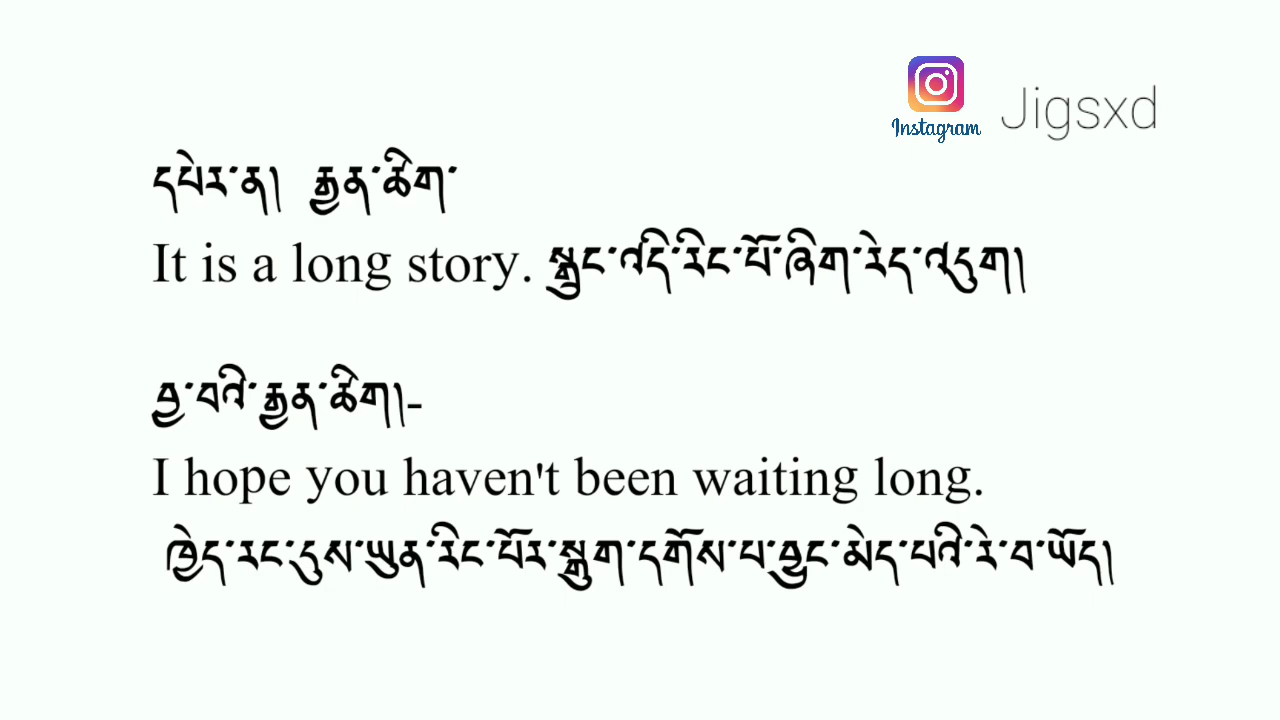 Instagram Jigsxd
དཔེར་ན། རྒྱན་ཚིག་
It is a long story. སྒྲུང་འདི་རིང་པོ་ཞིག་རེད་འདུག།
བྱ་བའི་རྒྱན་ཚིག།-
I hope you haven't been waiting long.
ཁྱེད་རང་དུས་ཡུན་རིང་པོར་སྒུག་དགོས་པ་བྱུང་མེད་པའི་རེ་བ་ཡོད།